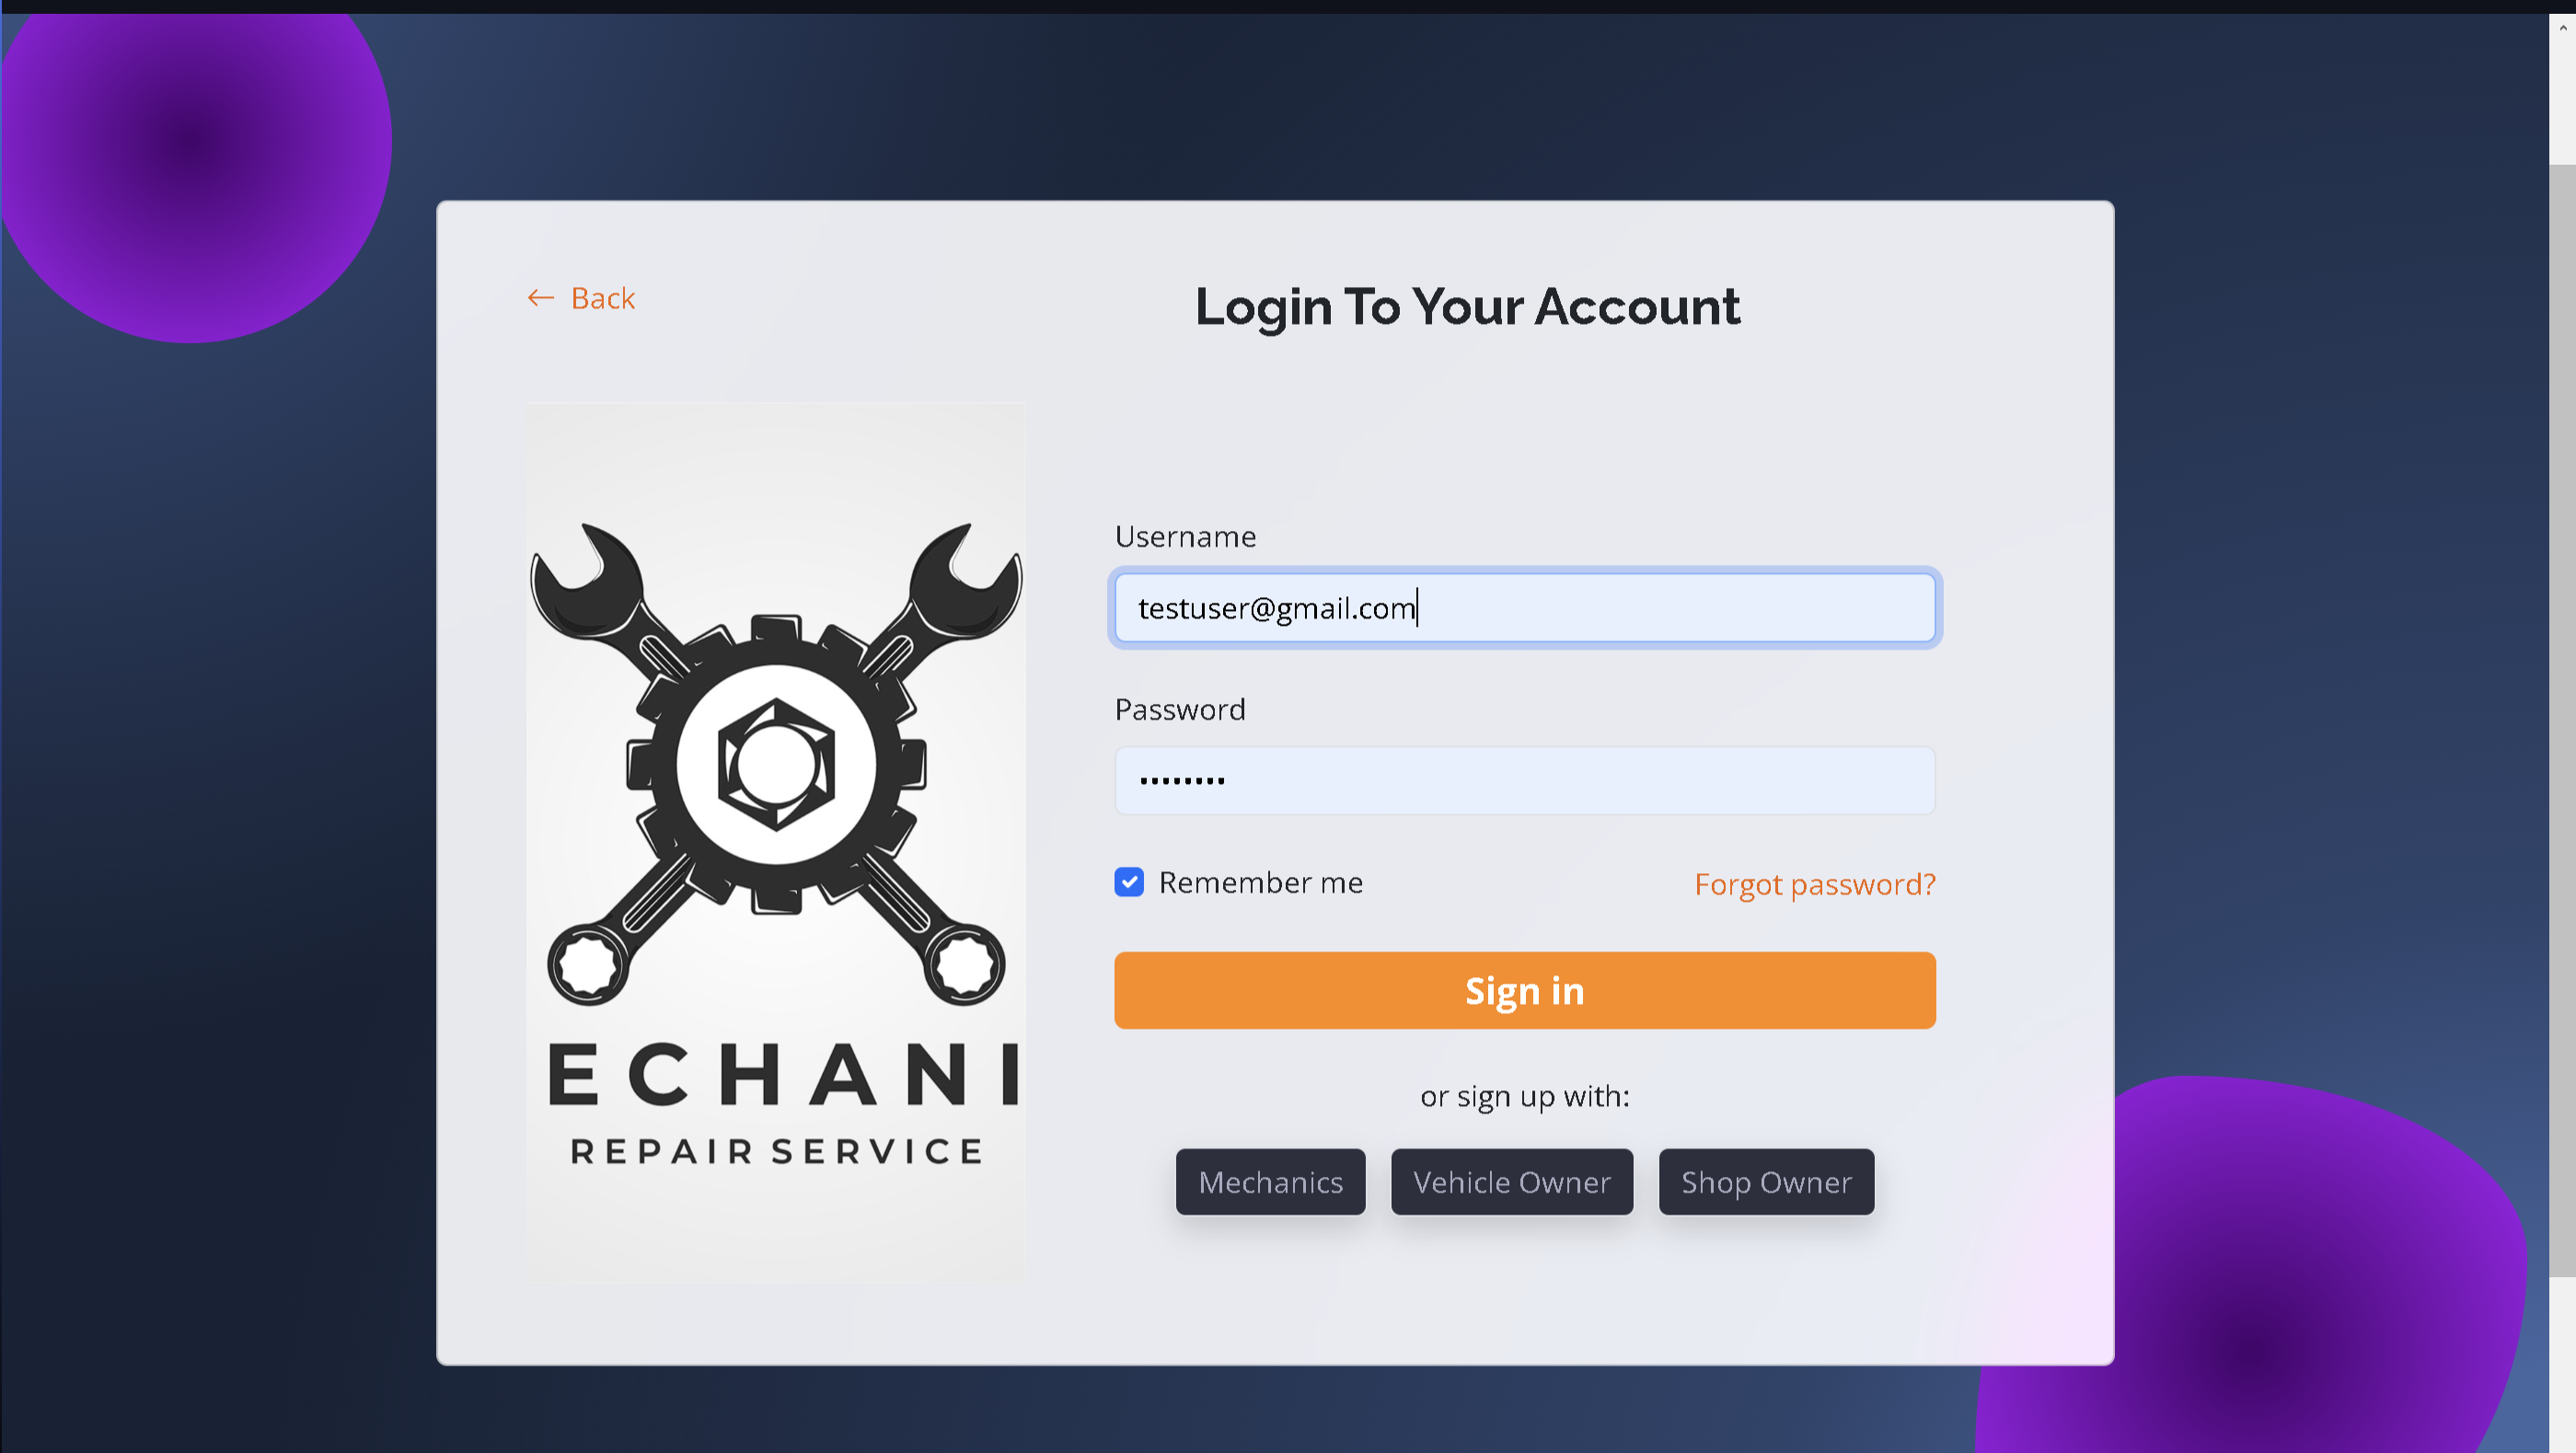 ← Back
Login To Your Account
Username
testuser@gmail.com
Password
••••••••
Remember me
Forgot password?
Sign in
ECHANI
REPAIR SERVICE
or sign up with:
Mechanics
Vehicle Owner
Shop Owner